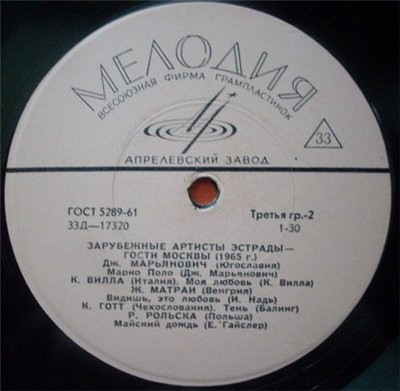 МЕЛОДИЯ
ВСЕСОЮЗНАЯ ФИРМА ГРАМПЛАСТИНОК
33
АПРЕЛЕВСКИЙ ЗАВОД
ГОСТ 5289-61 Третья гр.-2
33Д—17320 1-30
ЗАРУБЕЖНЫЕ АРТИСТЫ ЭСТРАДЫ—
ГОСТИ МОСКВЫ (1965 г.)
Дж. МАРЬЯНОВИЧ (Югославия)
Марко Поло (Дж. Марьянович)
К. ВИЛЛА (Италия). Моя любовь (К. Вилла)
Ж. МАТРАИ (Венгрия)
Видишь, это любовь (И. Надь)
К. ГОТТ (Чехословакия). Тень (Балинг)
Р. РОЛЬСКА (Польша)
Майский дождь (Е. Гайслер)